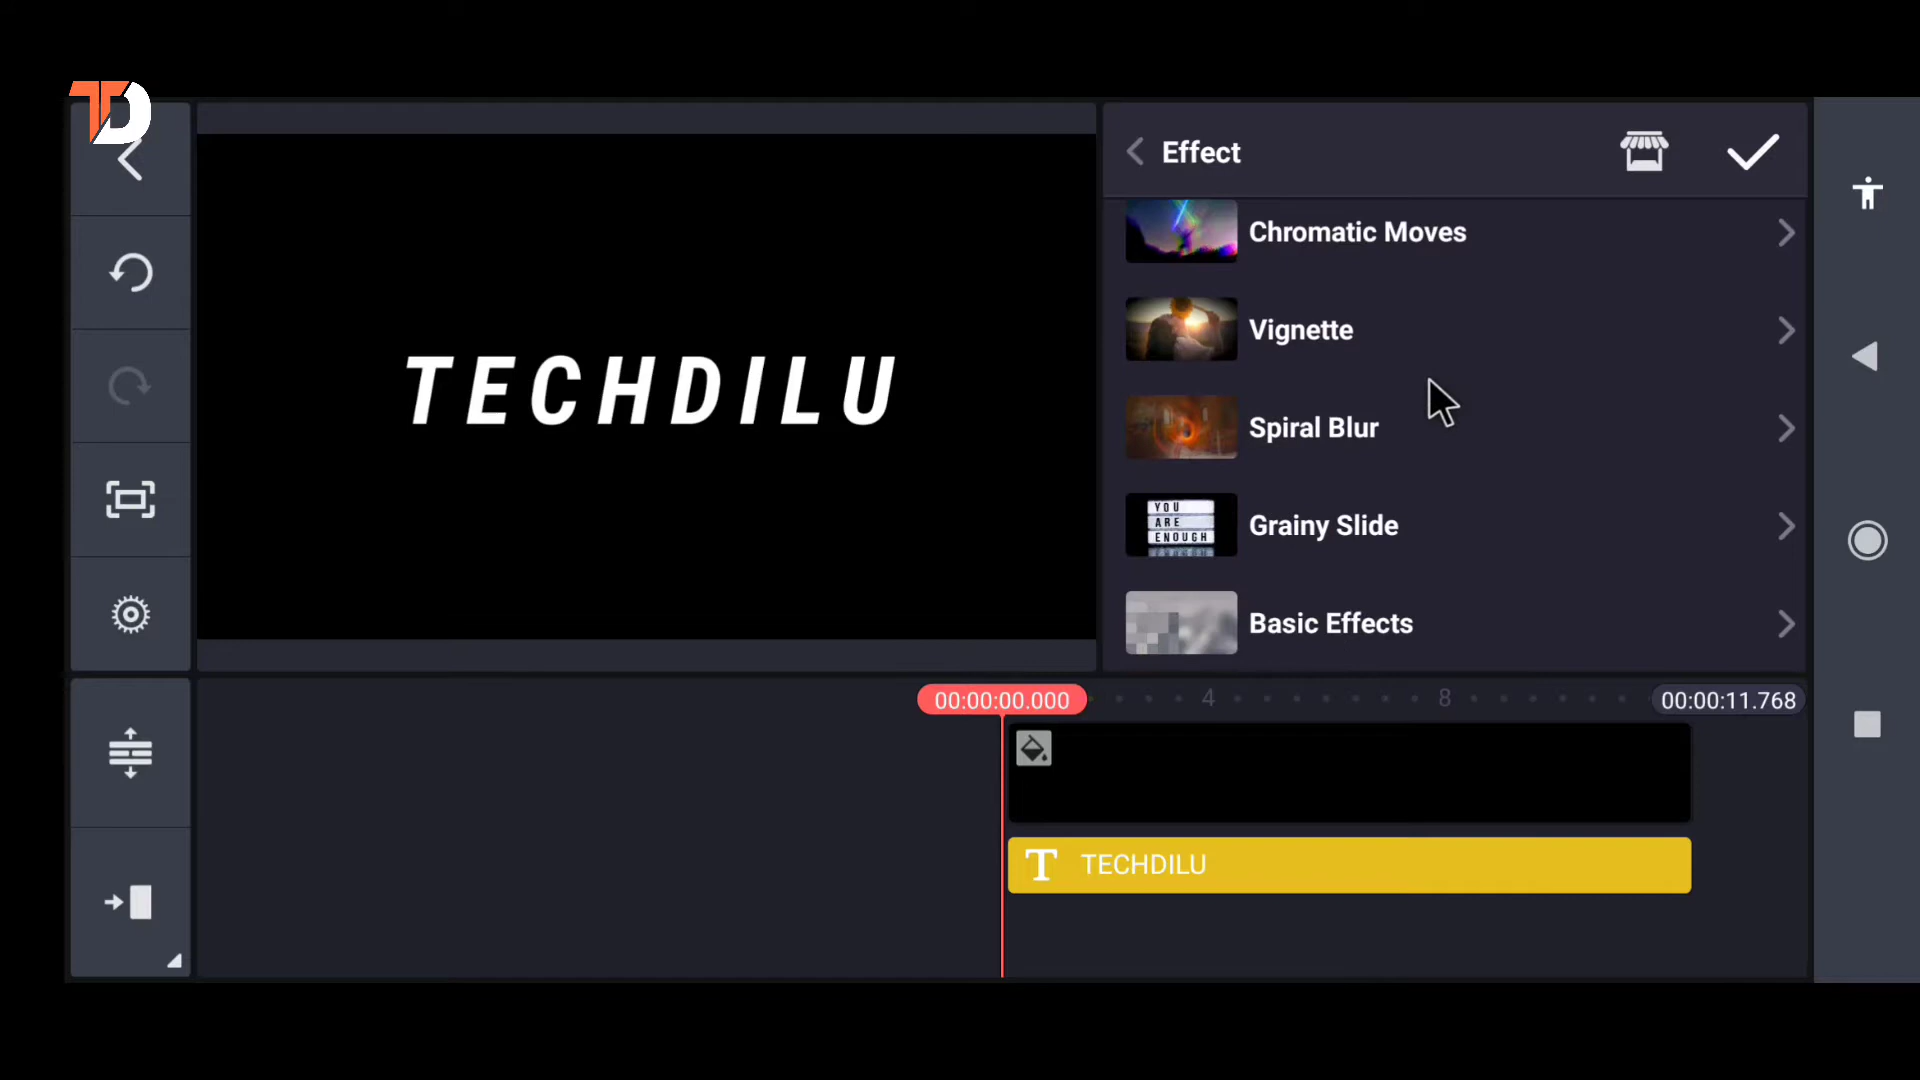 TD
Effect
Chromatic Moves
Vignette
TECHDILU
Spiral Blur
YOU
ARE
ENOUGH
Grainy Slide
Basic Effects
00:00:00.000
4
8
00:00:11.768
T TECHDILU